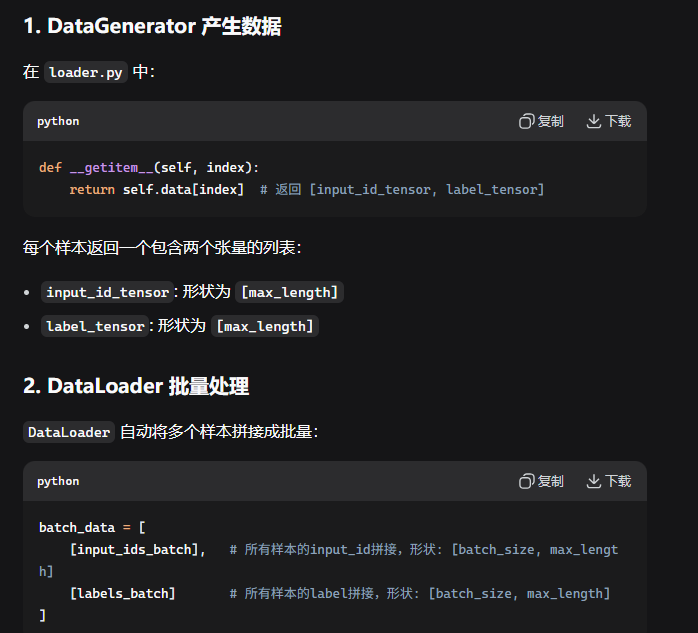 1. DataGenerator 产生数据
在 loader.py 中：
python 复制 下载
def __getitem__(self, index):
    return self.data[index]  # 返回 [input_id_tensor, label_tensor]
每个样本返回一个包含两个张量的列表：
• input_id_tensor：形状为 [max_length]
• label_tensor：形状为 [max_length]
2. DataLoader 批量处理
DataLoader 自动将多个样本拼接成批量：
python 复制 下载
batch_data = [
    [input_ids_batch],   # 所有样本的input_id拼接，形状: [batch_size, max_lengt
h]
    [labels_batch]       # 所有样本的label拼接，形状: [batch_size, max_length]
]